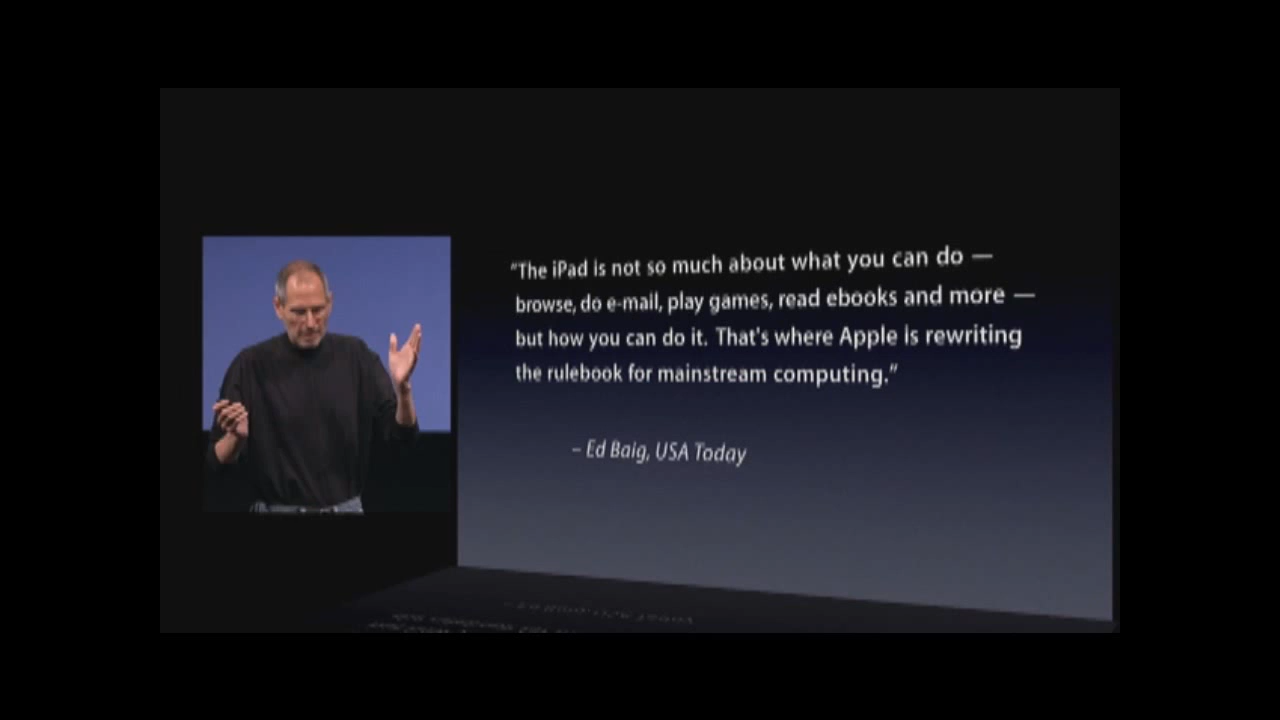 "The iPad is not so much about what you can do —
browse, do e-mail, play games, read ebooks and more —
but how you can do it. That's where Apple is rewriting
the rulebook for mainstream computing."
– Ed Baig, USA Today